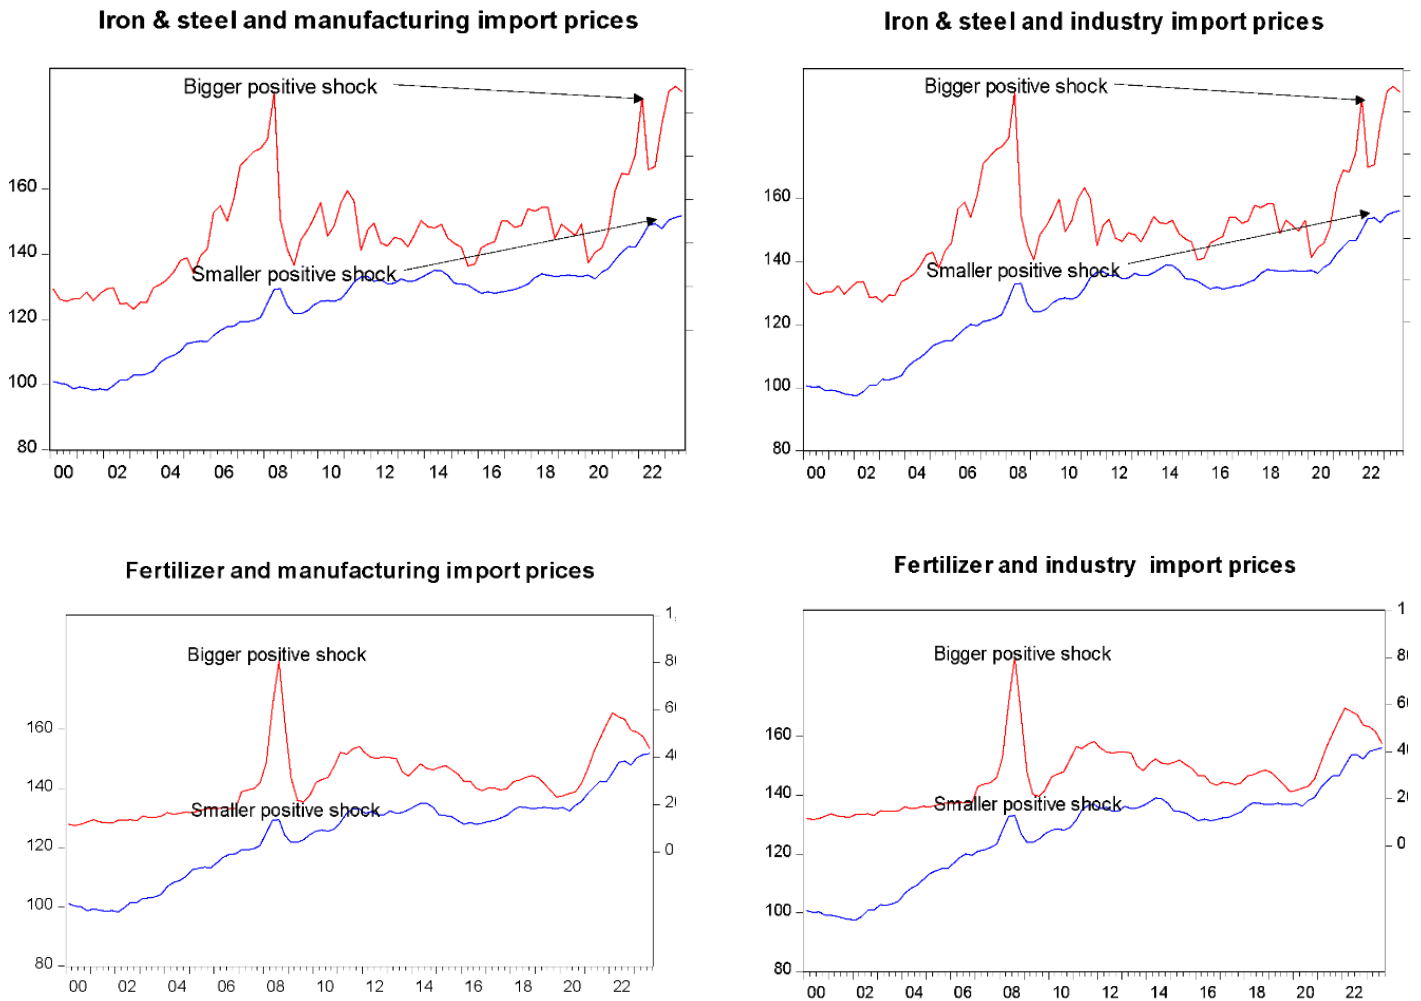 Iron & steel and manufacturing import prices
Bigger positive shock
Smaller positive shock
160
140
120
100
80
00 02 04 06 08 10 12 14 16 18 20 22
Iron & steel and industry import prices
Bigger positive shock
Smaller positive shock
160
140
120
100
80
00 02 04 06 08 10 12 14 16 18 20 22
Fertilizer and manufacturing import prices
Bigger positive shock
Smaller positive shock
160
140
120
100
80
0
00 02 04 06 08 10 12 14 16 18 20 22
Fertilizer and industry import prices
Bigger positive shock
Smaller positive shock
160
140
120
100
80
00 02 04 06 08 10 12 14 16 18 20 22